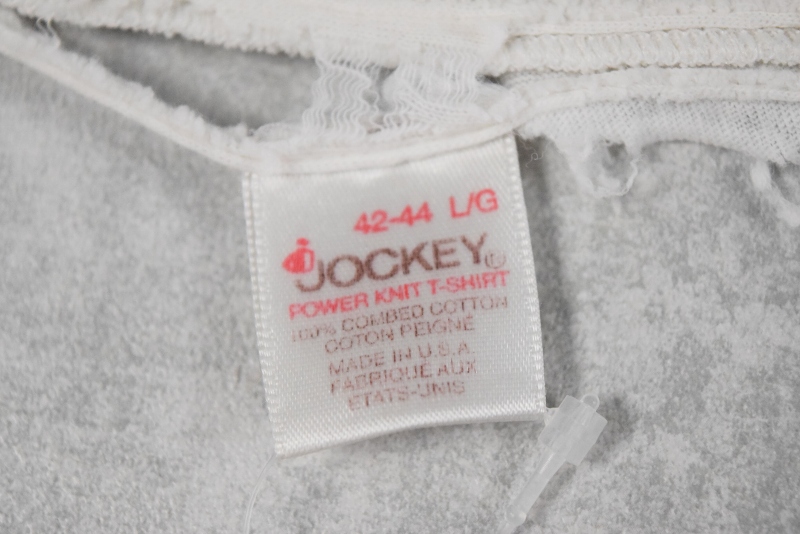 42-44 L/G
JOCKEY®
POWER KNIT T-SHIRT
100% COMBED COTTON
COTON PEIGNÉ
MADE IN U.S.A.
FABRIQUÉ AUX
ÉTATS-UNIS